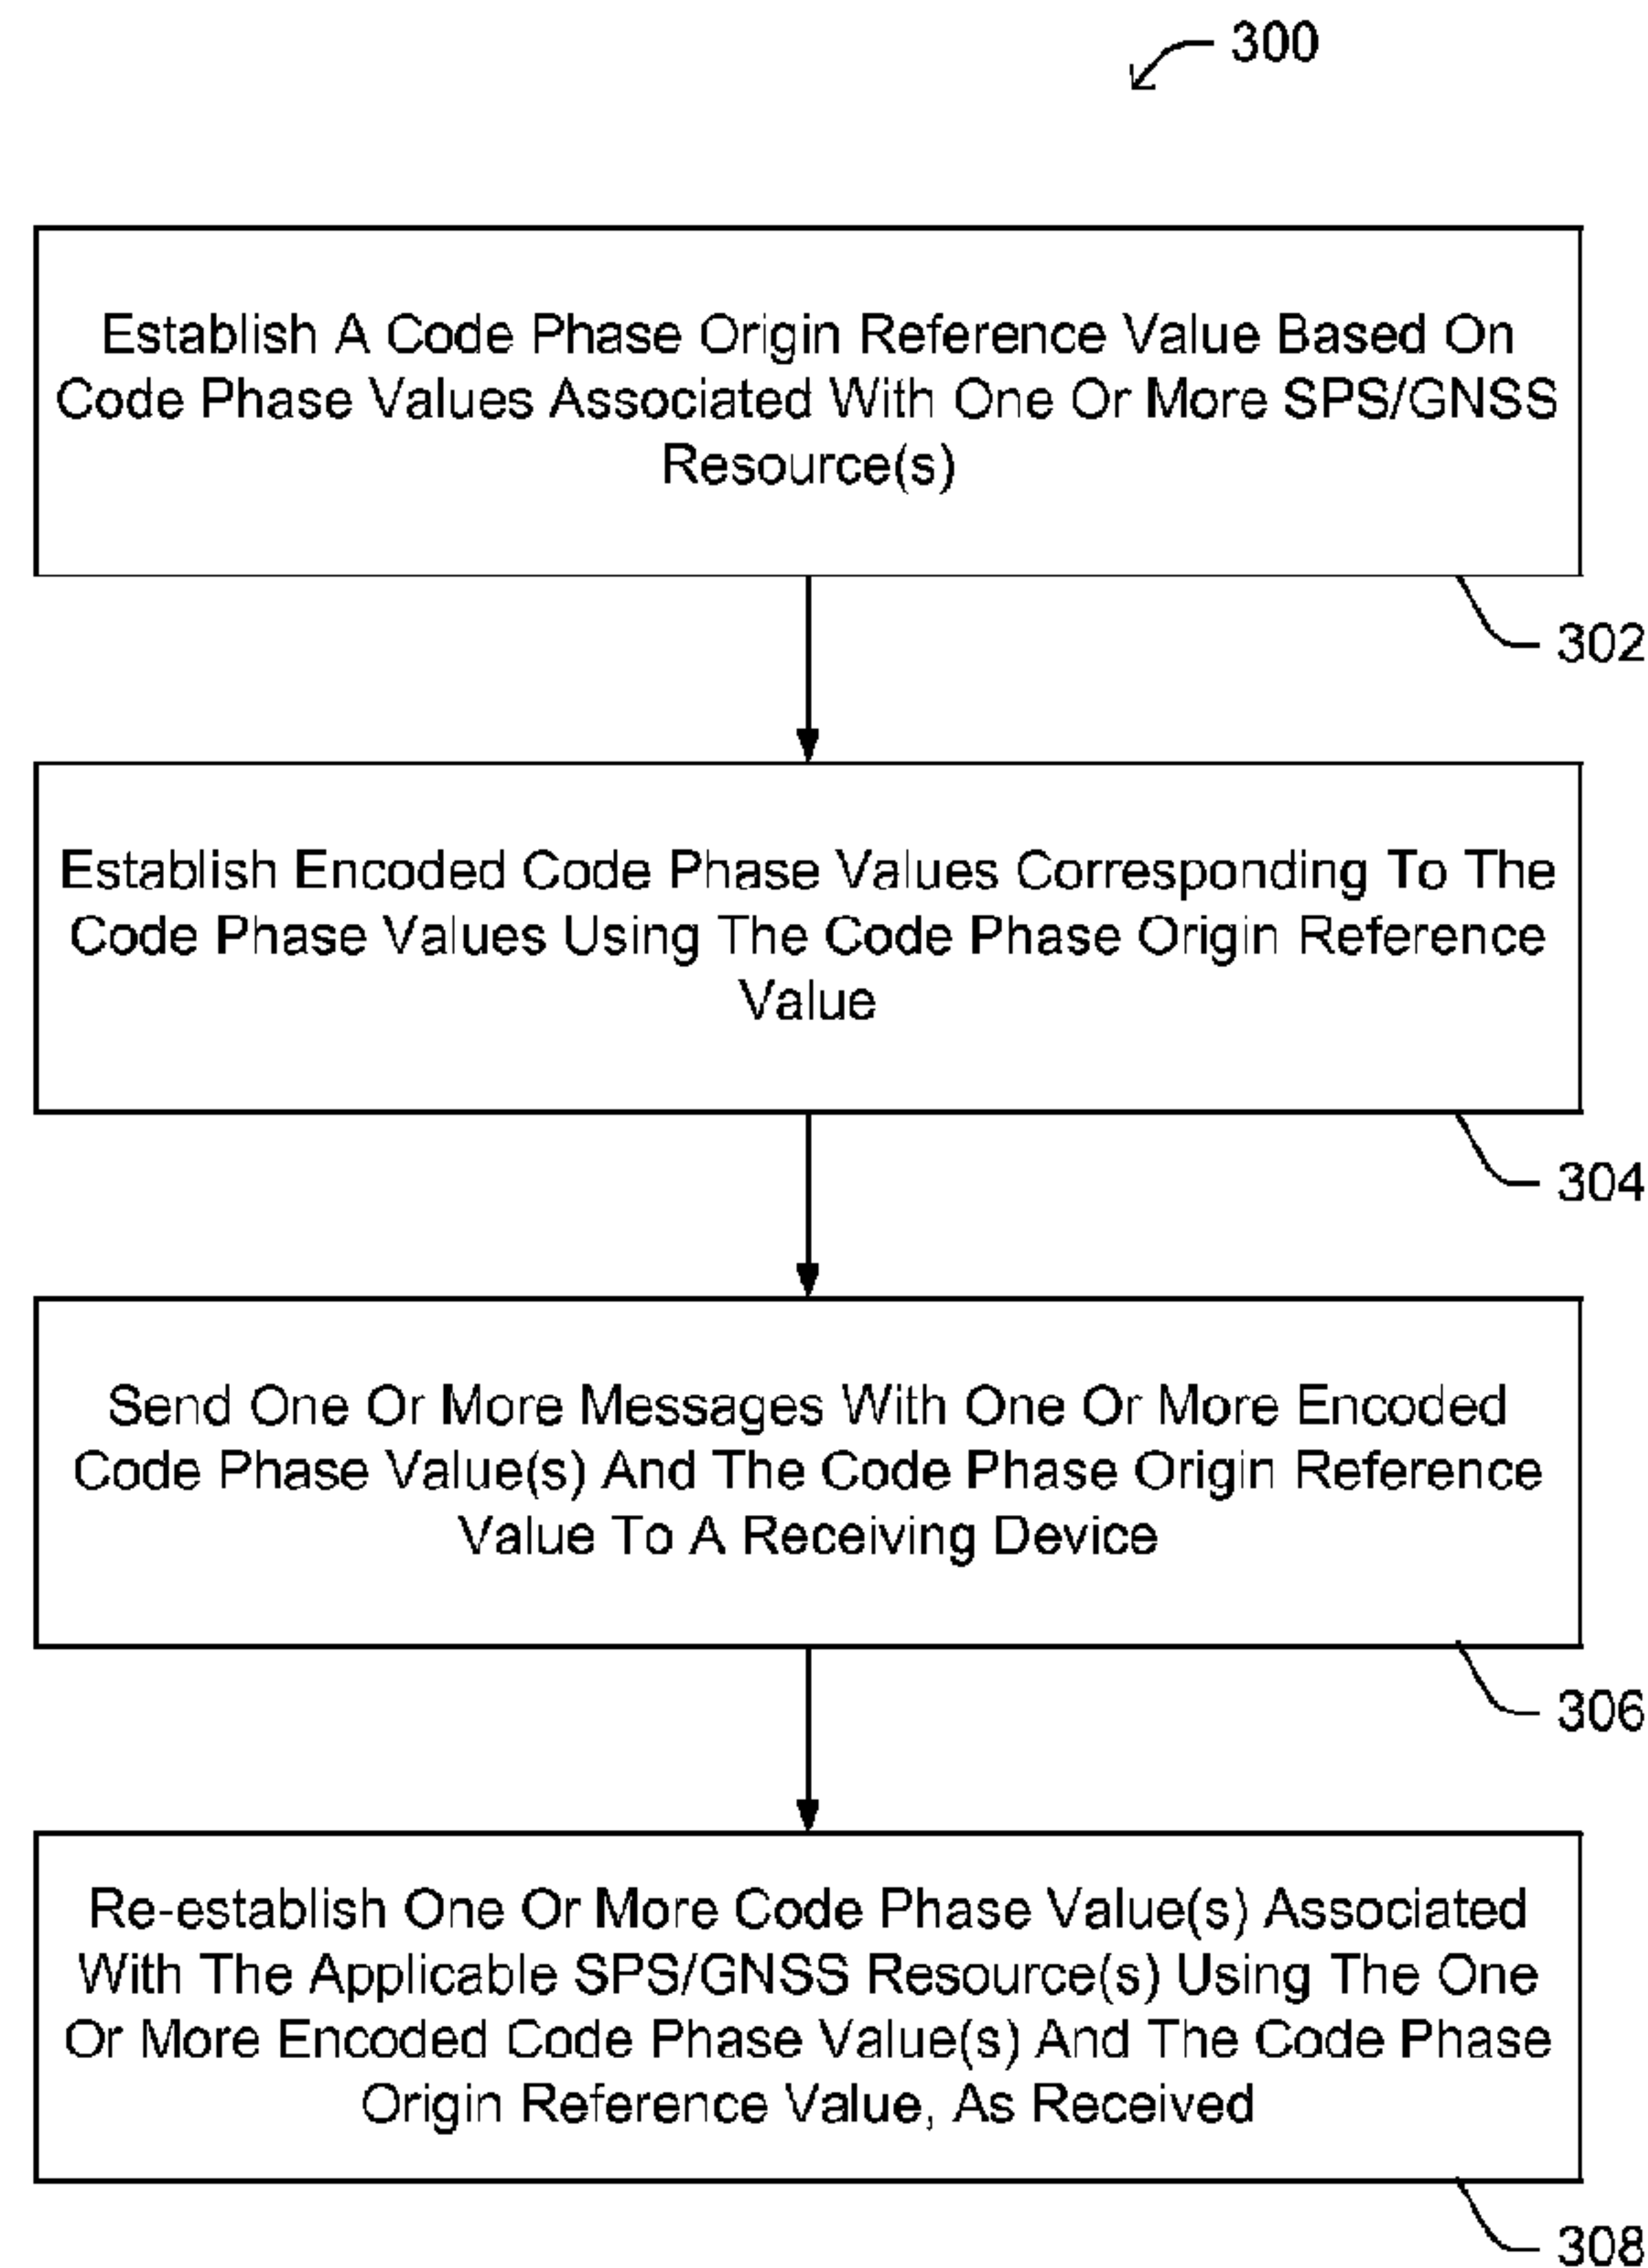 300
Establish A Code Phase Origin Reference Value Based On
Code Phase Values Associated With One Or More SPS/GNSS
Resource(s)
302
Establish Encoded Code Phase Values Corresponding To The
Code Phase Values Using The Code Phase Origin Reference
Value
304
Send One Or More Messages With One Or More Encoded
Code Phase Value(s) And The Code Phase Origin Reference
Value To A Receiving Device
306
Re-establish One Or More Code Phase Value(s) Associated
With The Applicable SPS/GNSS Resource(s) Using The One
Or More Encoded Code Phase Value(s) And The Code Phase
Origin Reference Value, As Received
308